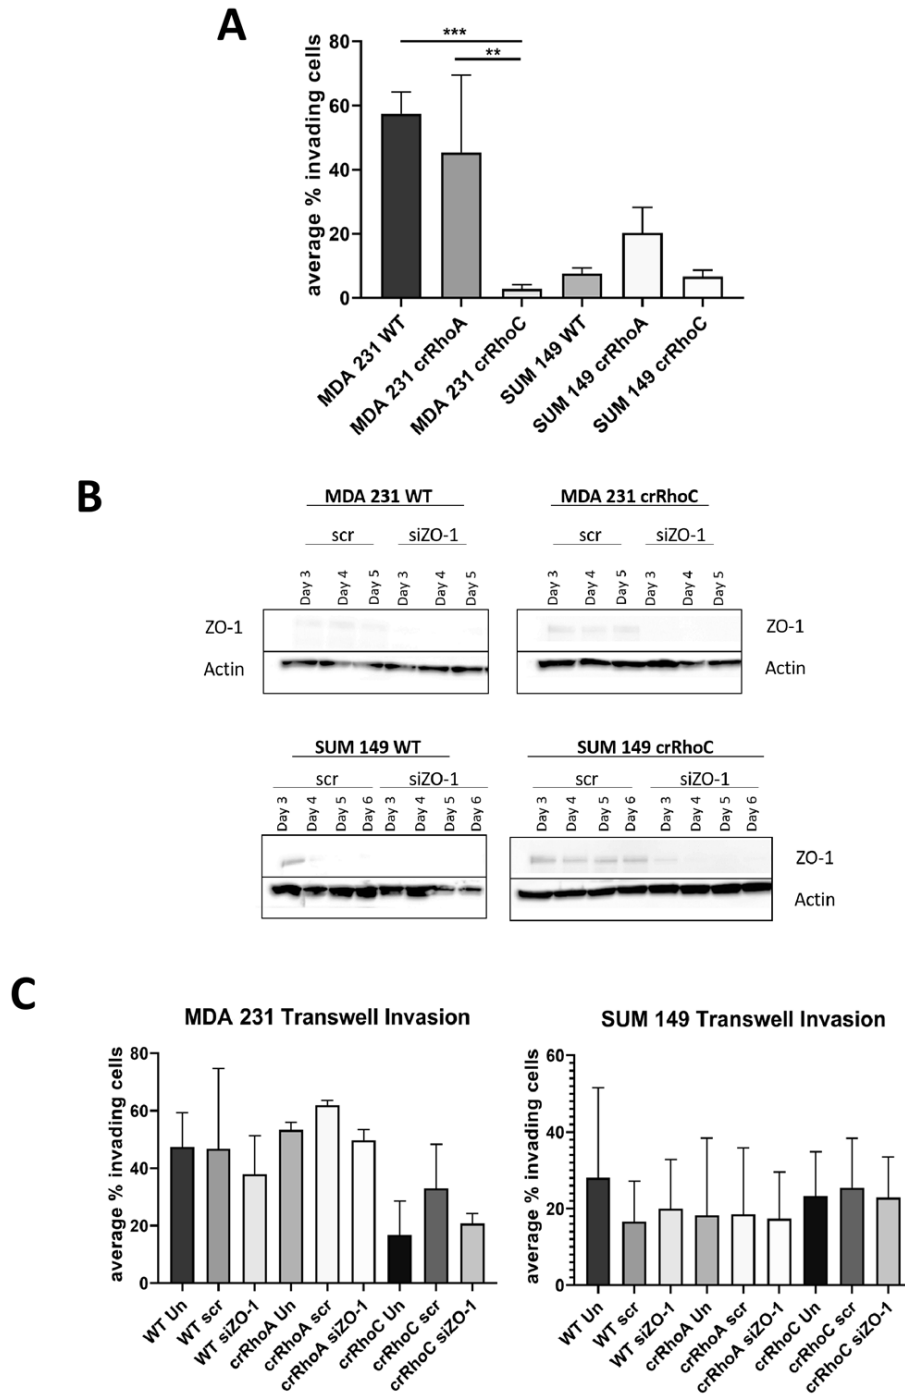 A
average % invading cells
80
60
40
20
0
***
**
MDA 231 WT
MDA 231 crRhoA
MDA 231 crRhoC
SUM 149 WT
SUM 149 crRhoA
SUM 149 crRhoC
B
MDA 231 WT
scr siZO-1
Day 3 Day 4 Day 5 Day 3 Day 4 Day 5
ZO-1
Actin
MDA 231 crRhoC
scr siZO-1
Day 3 Day 4 Day 5 Day 3 Day 4 Day 5
ZO-1
Actin
SUM 149 WT
scr siZO-1
Day 3 Day 4 Day 5 Day 6 Day 3 Day 4 Day 5 Day 6
SUM 149 crRhoC
scr siZO-1
Day 3 Day 4 Day 5 Day 6 Day 3 Day 4 Day 5 Day 6
ZO-1
Actin
C
MDA 231 Transwell Invasion
average % invading cells
80
60
40
20
0
WT Un
WT scr
WT siZO-1
crRhoA Un
crRhoA scr
crRhoA siZO-1
crRhoC Un
crRhoC scr
crRhoC siZO-1
SUM 149 Transwell Invasion
average % invading cells
60
40
20
0
WT Un
WT scr
WT siZO-1
crRhoA Un
crRhoA scr
crRhoA siZO-1
crRhoC Un
crRhoC scr
crRhoC siZO-1